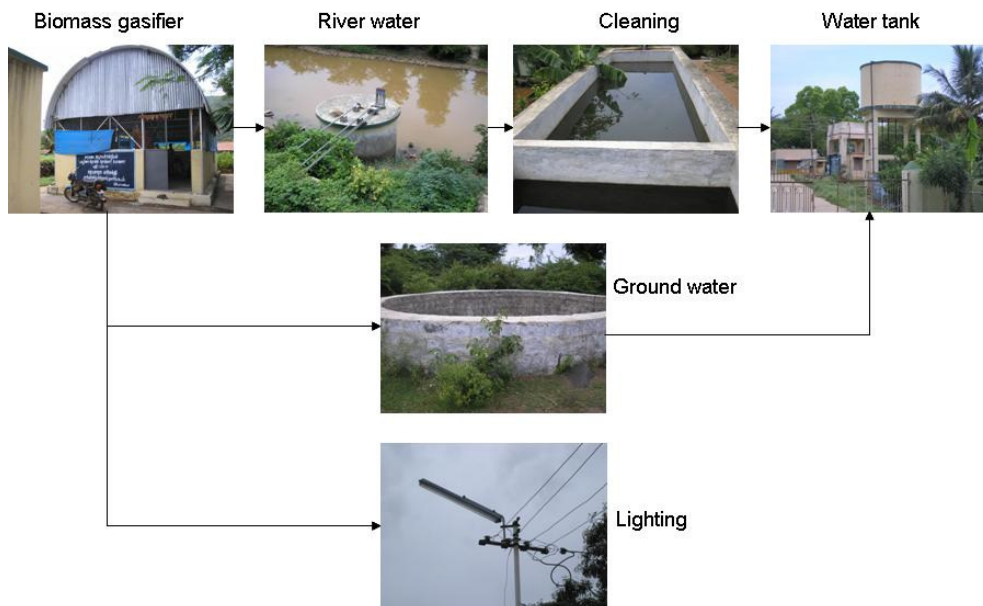 Biomass gasifier
River water
Cleaning
Water tank
Ground water
Lighting